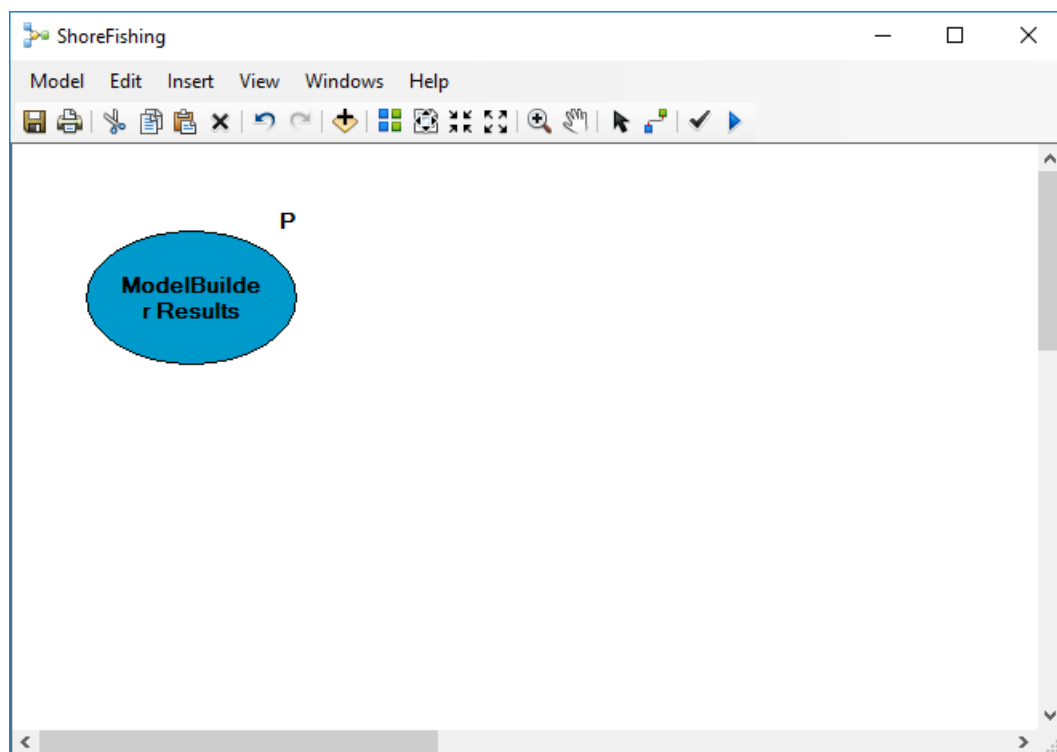 ShoreFishing
Model Edit Insert View Windows Help
P
ModelBuilde
r Results